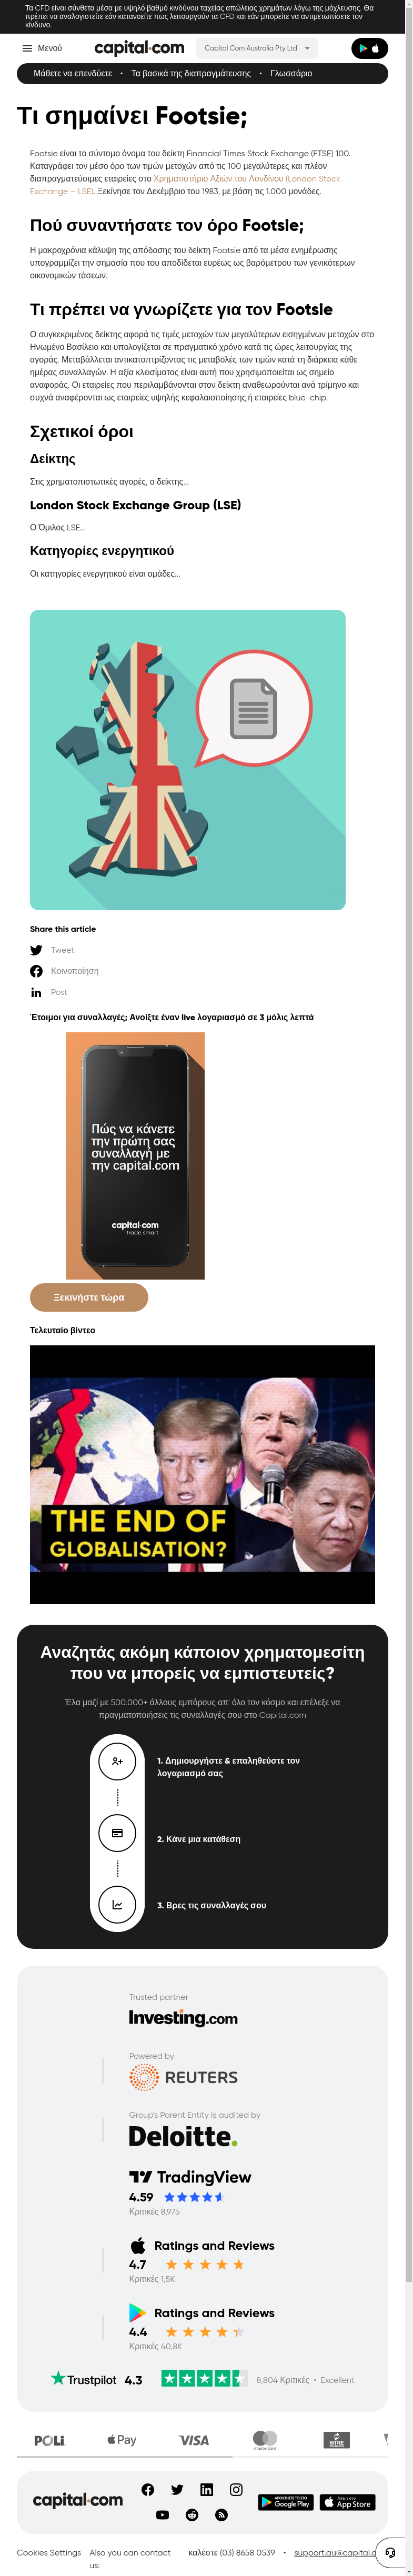 Τα CFD είναι σύνθετα μέσα με υψηλό βαθμό κινδύνου ταχείας απώλειας χρημάτων λόγω της μόχλευσης. Θα
πρέπει να αναλογιστείτε εάν κατανοείτε πως λειτουργούν τα CFD και εάν μπορείτε να αντιμετωπίσετε τον
κίνδυνο.
Μενού
capital.com
Capital Com Australia Pty Ltd
Μάθετε να επενδύετε • Τα βασικά της διαπραγμάτευσης • Γλωσσάριο
Τι σημαίνει Footsie;
Footsie είναι το σύντομο όνομα του δείκτη Financial Times Stock Exchange (FTSE) 100.
Καταγράφει τον μέσο όρο των τιμών μετοχών από τις 100 μεγαλύτερες και πλέον
διαπραγματεύσιμες εταιρείες στο Χρηματιστήριο Αξιών του Λονδίνου (London Stock
Exchange – LSE). Ξεκίνησε τον Δεκέμβριο του 1983, με βάση τις 1.000 μονάδες.
Πού συναντήσατε τον όρο Footsie;
Η μακροχρόνια κάλυψη της απόδοσης του δείκτη Footsie από τα μέσα ενημέρωσης
υπογραμμίζει την σημασία που του αποδίδεται ευρέως ως βαρόμετρου των γενικότερων
οικονομικών τάσεων.
Τι πρέπει να γνωρίζετε για τον Footsie
Ο συγκεκριμένος δείκτης αφορά τις τιμές μετοχών των μεγαλύτερων εισηγμένων μετοχών στο
Ηνωμένο Βασίλειο και υπολογίζεται σε πραγματικό χρόνο κατά τις ώρες λειτουργίας της
αγοράς. Μεταβάλλεται αντικατοπτρίζοντας τις μεταβολές των τιμών κατά τη διάρκεια κάθε
ημέρας συναλλαγών. Η αξία κλεισίματος είναι αυτή που χρησιμοποιείται ως σημείο
αναφοράς. Οι εταιρείες που περιλαμβάνονται στον δείκτη αναθεωρούνται ανά τρίμηνο και
συχνά αναφέρονται ως εταιρείες υψηλής κεφαλαιοποίησης ή εταιρείες blue-chip.
Σχετικοί όροι
Δείκτης
Στις χρηματοπιστωτικές αγορές, ο δείκτης...
London Stock Exchange Group (LSE)
Ο Όμιλος LSE...
Κατηγορίες ενεργητικού
Οι κατηγορίες ενεργητικού είναι ομάδες...
Share this article
Tweet
Κοινοποίηση
Post
Έτοιμοι για συναλλαγές; Ανοίξτε έναν live λογαριασμό σε 3 μόλις λεπτά
Πώς να κάνετε
την πρώτη σας
συναλλαγή με
την capital.com
capital.com
trade smart
Ξεκινήστε τώρα
Τελευταίο βίντεο
THE END OF
GLOBALISATION?
Αναζητάς ακόμη κάποιον χρηματομεσίτη
που να μπορείς να εμπιστευτείς?
Έλα μαζί με 500.000+ άλλους εμπόρους απ' όλο τον κόσμο και επέλεξε να
πραγματοποιήσεις τις συναλλαγές σου στο Capital.com
1. Δημιουργήστε & επαληθεύστε τον
λογαριασμό σας
2. Κάνε μια κατάθεση
3. Βρες τις συναλλαγές σου
Trusted partner
Investing.com
Powered by
REUTERS
Group's Parent Entity is audited by
Deloitte.
TradingView
4.59
Κριτικές 8,975
Ratings and Reviews
4.7
Κριτικές 1,5K
Ratings and Reviews
4.4
Κριτικές 40,8K
Trustpilot 4.3 8,804 Κριτικές • Excellent
POLi Pay VISA mastercard WIRE
capital.com
ΑΠΟΚΤΗΣΤΕ ΤΟ ΣΤΟ
Google Play
App Store
Cookies Settings
Also you can contact
us:
καλέστε (03) 8658 0539 • support.au@capital.c